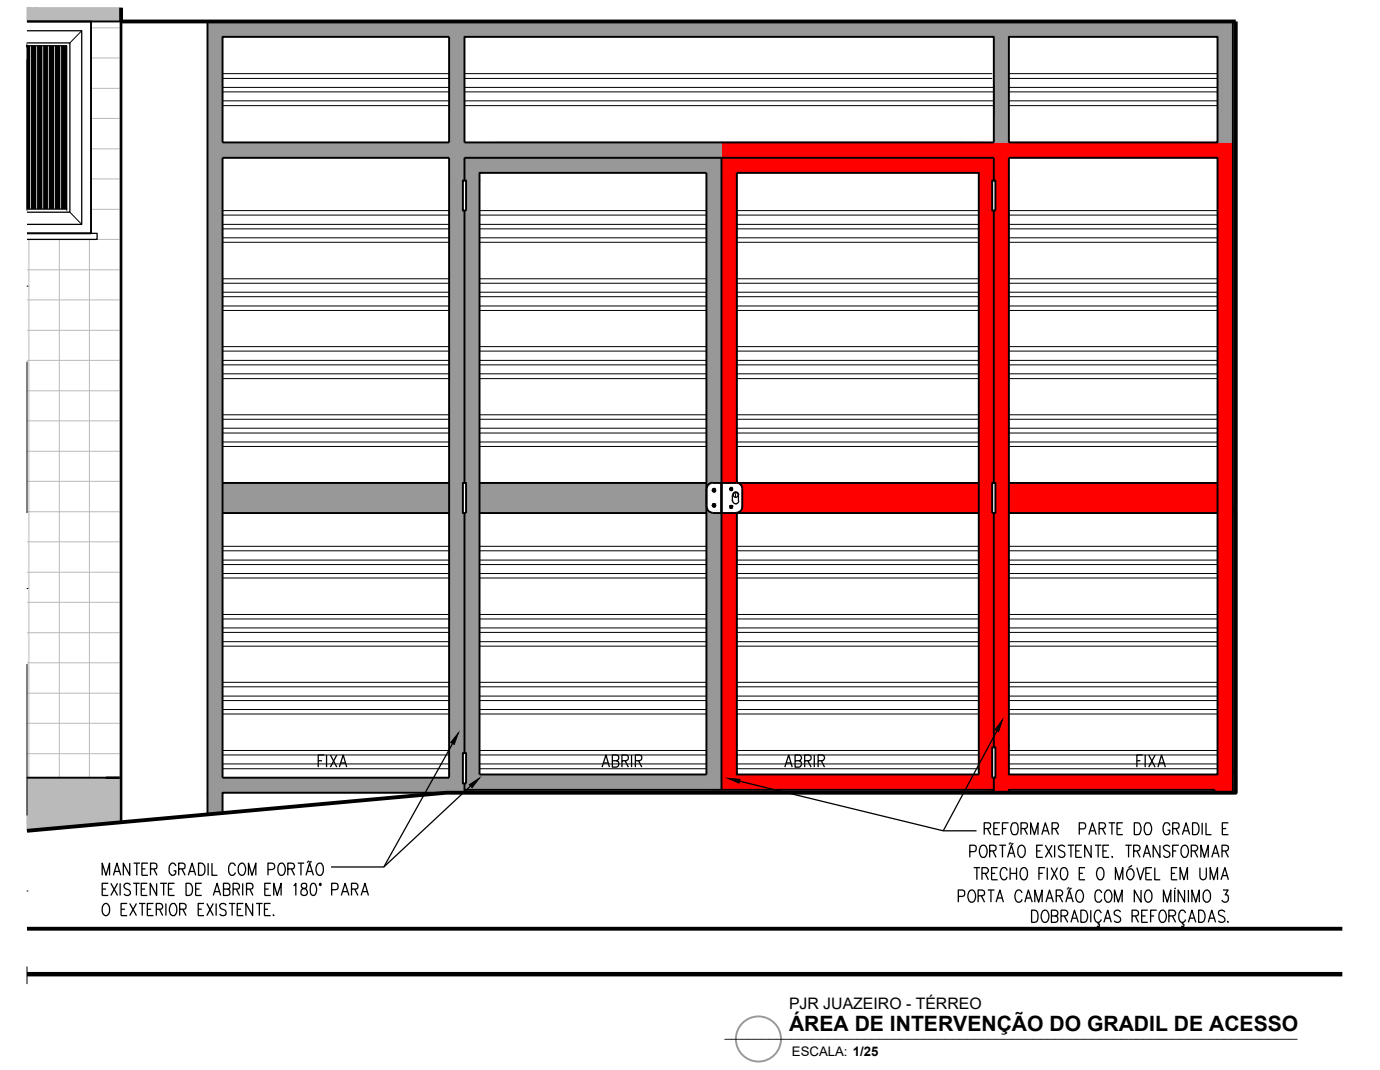 FIXA
ABRIR
ABRIR
FIXA
MANTER GRADIL COM PORTÃO
EXISTENTE DE ABRIR EM 180° PARA
O EXTERIOR EXISTENTE.
REFORMAR PARTE DO GRADIL E
PORTÃO EXISTENTE. TRANSFORMAR
TRECHO FIXO E O MÓVEL EM UMA
PORTA CAMARÃO COM NO MÍNIMO 3
DOBRADIÇAS REFORÇADAS.
PJR JUAZEIRO - TÉRREO
ÁREA DE INTERVENÇÃO DO GRADIL DE ACESSO
ESCALA: 1/25